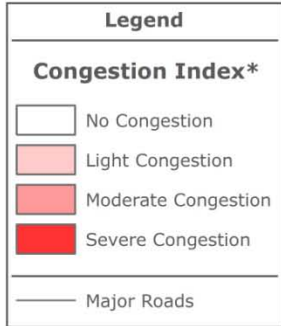 Legend
Congestion Index*
No Congestion
Light Congestion
Moderate Congestion
Severe Congestion
Major Roads